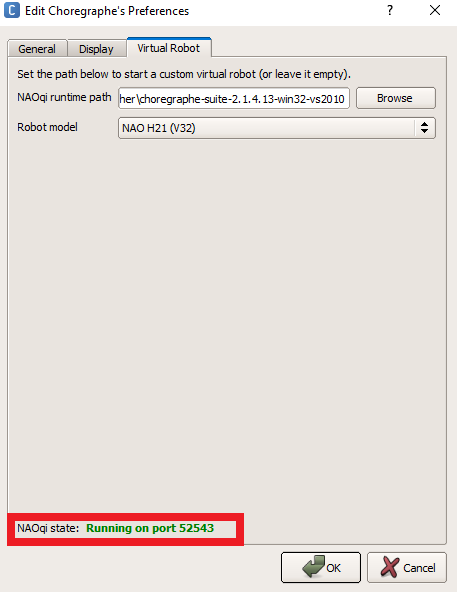 C Edit Choregraphe's Preferences ?
General Display Virtual Robot
Set the path below to start a custom virtual robot (or leave it empty).
NAOqi runtime path her\choregraphe-suite-2.1.4.13-win32-vs2010 Browse
Robot model NAO H21 (V32)
NAOqi state: Running on port 52543
OK Cancel